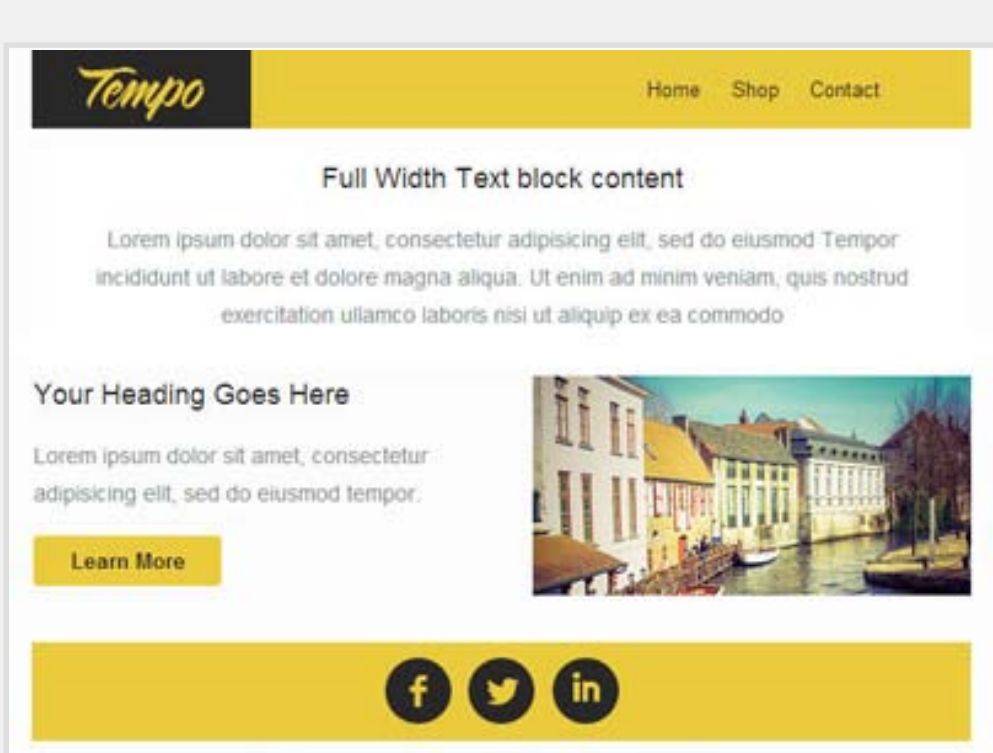 Tempo
Home Shop Contact
Full Width Text block content
Lorem ipsum dolor sit amet, consectetur adipisicing elit, sed do eiusmod Tempor
incididunt ut labore et dolore magna aliqua. Ut enim ad minim veniam, quis nostrud
exercitation ullamco laboris nisi ut aliquip ex ea commodo
Your Heading Goes Here
Lorem ipsum dolor sit amet, consectetur
adipisicing elit, sed do eiusmod tempor.
Learn More
f
in